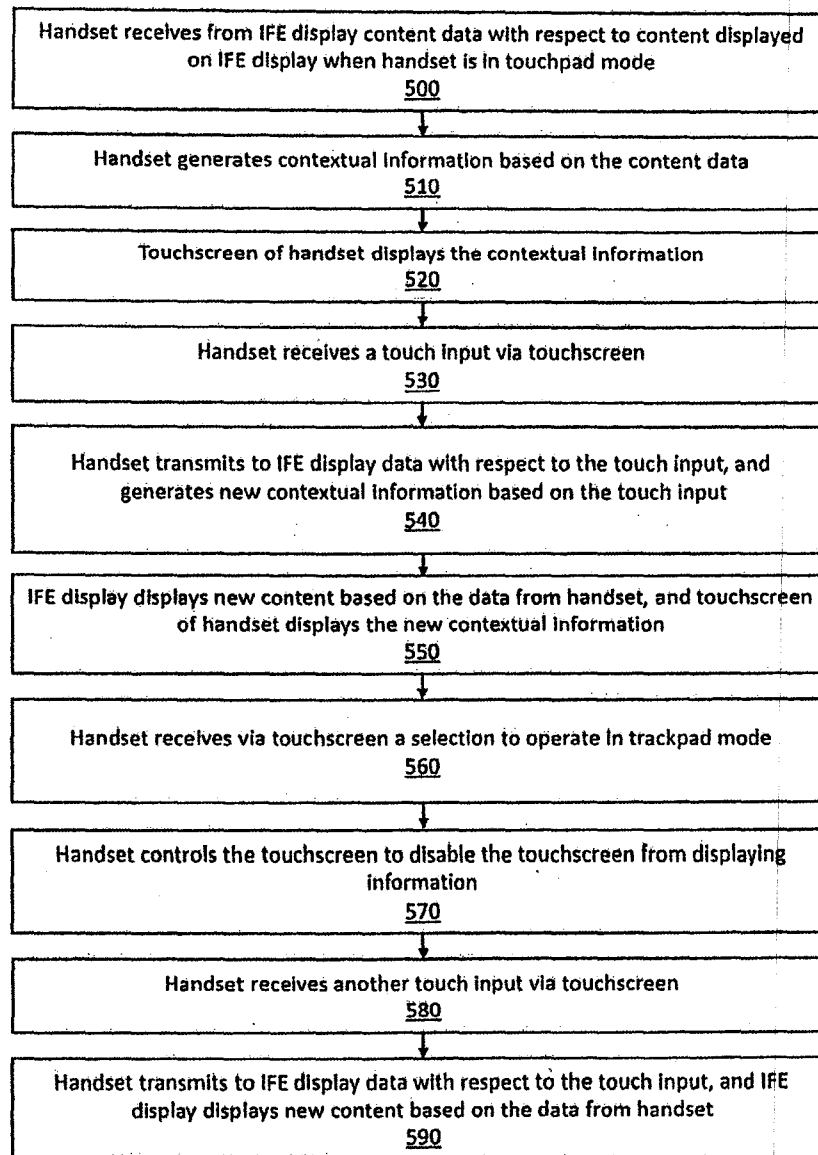 Handset receives from IFE display content data with respect to content displayed
on IFE display when handset is in touchpad mode
500
Handset generates contextual information based on the content data
510
Touchscreen of handset displays the contextual information
520
Handset receives a touch input via touchscreen
530
Handset transmits to IFE display data with respect to the touch input, and
generates new contextual information based on the touch input
540
IFE display displays new content based on the data from handset, and touchscreen
of handset displays the new contextual information
550
Handset receives via touchscreen a selection to operate in trackpad mode
560
Handset controls the touchscreen to disable the touchscreen from displaying
information
570
Handset receives another touch input via touchscreen
580
Handset transmits to IFE display data with respect to the touch input, and IFE
display displays new content based on the data from handset
590